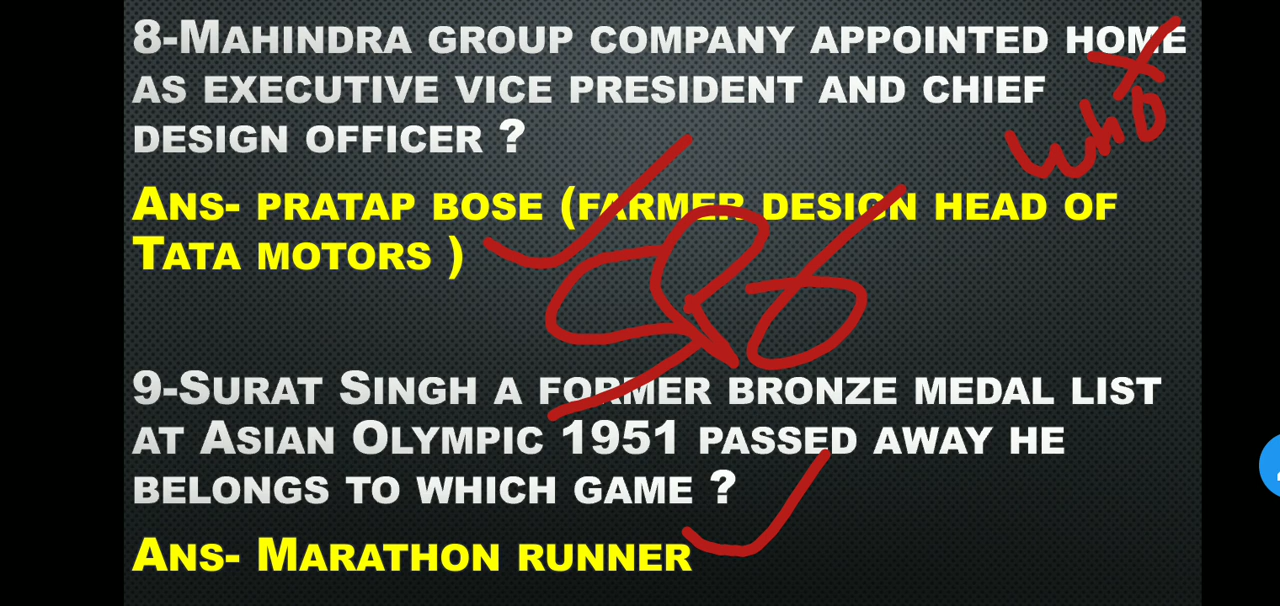 8-MAHINDRA GROUP COMPANY APPOINTED HOME
AS EXECUTIVE VICE PRESIDENT AND CHIEF
DESIGN OFFICER ?
who
ANS- PRATAP BOSE (FARMER DESIGN HEAD OF
TATA MOTORS )
9-SURAT SINGH A FORMER BRONZE MEDAL LIST
AT ASIAN OLYMPIC 1951 PASSED AWAY HE
BELONGS TO WHICH GAME ?
ANS- MARATHON RUNNER